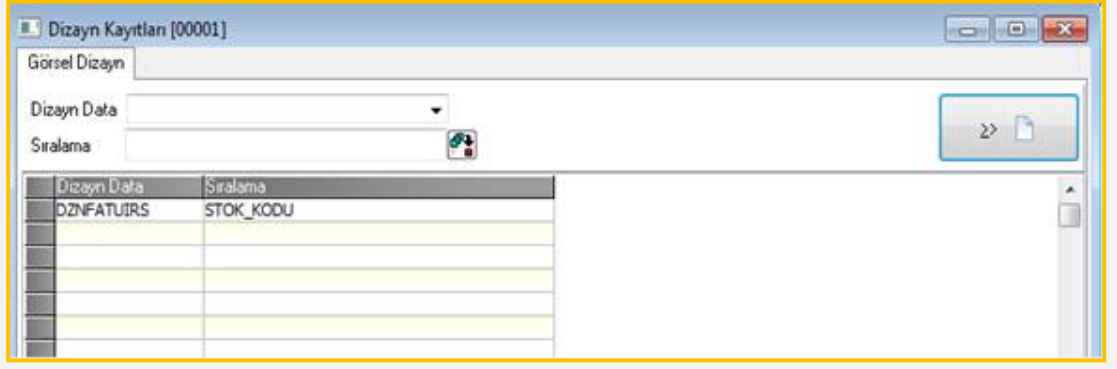 Dizayn Kayıtları [00001]
Görsel Dizayn
Dizayn Data
>>
Sıralama
Dizayn Data Sıralama
DZNFATUIRS STOK_KODU